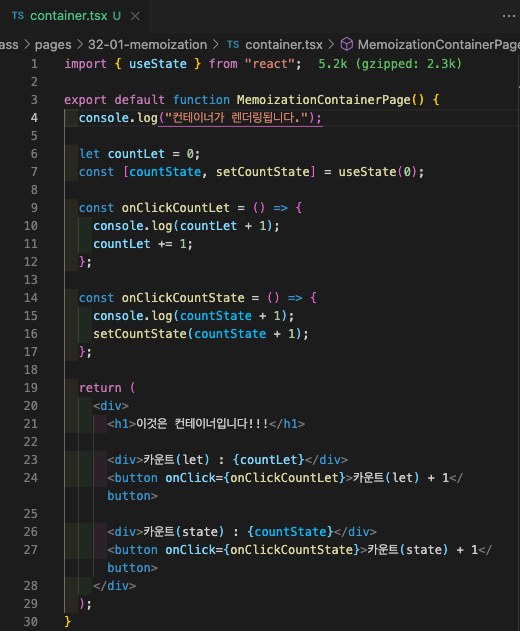 TS container.tsx U ×
ass > pages > 32-01-memoization > TS container.tsx > MemoizationContainerPage
1 import { useState } from "react"; 5.2k (gzipped: 2.3k)
2
3 export default function MemoizationContainerPage() {
4 console.log("컨테이너가 렌더링됩니다.");
5
6 let countLet = 0;
7 const [countState, setCountState] = useState(0);
8
9 const onClickCountLet = () => {
10 console.log(countLet + 1);
11 countLet += 1;
12 };
13
14 const onClickCountState = () => {
15 console.log(countState + 1);
16 setCountState(countState + 1);
17 };
18
19 return (
20 <div>
21 <h1>이것은 컨테이너입니다!!!</h1>
22
23 <div>카운트(let) : {countLet}</div>
24 <button onClick={onClickCountLet}>카운트(let) + 1</
button>
25
26 <div>카운트(state) : {countState}</div>
27 <button onClick={onClickCountState}>카운트(state) + 1</
button>
28 </div>
29 );
30 }